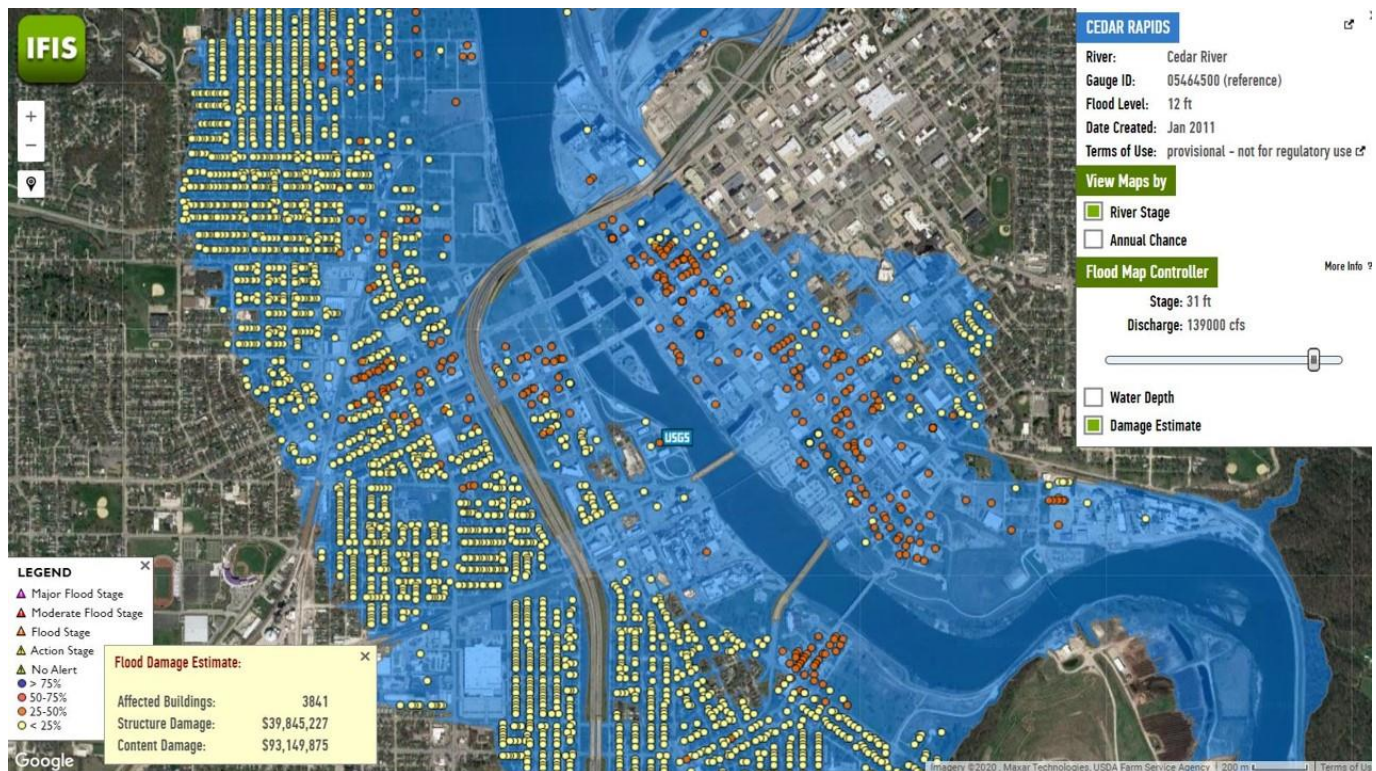 IFIS
+
−
CEDAR RAPIDS
River: Cedar River
Gauge ID: 05464500 (reference)
Flood Level: 12 ft
Date Created: Jan 2011
Terms of Use: provisional - not for regulatory use
View Maps by
River Stage
Annual Chance
Flood Map Controller
More Info ?
Stage: 31 ft
Discharge: 139000 cfs
Water Depth
Damage Estimate
USGS
LEGEND
Major Flood Stage
Moderate Flood Stage
Flood Stage
Action Stage
No Alert
> 75%
50-75%
25-50%
< 25%
Flood Damage Estimate:
Affected Buildings: 3841
Structure Damage: $39,845,227
Content Damage: $93,149,875
Google
Imagery ©2020 , Maxar Technologies, USDA Farm Service Agency 200 m Terms of Us